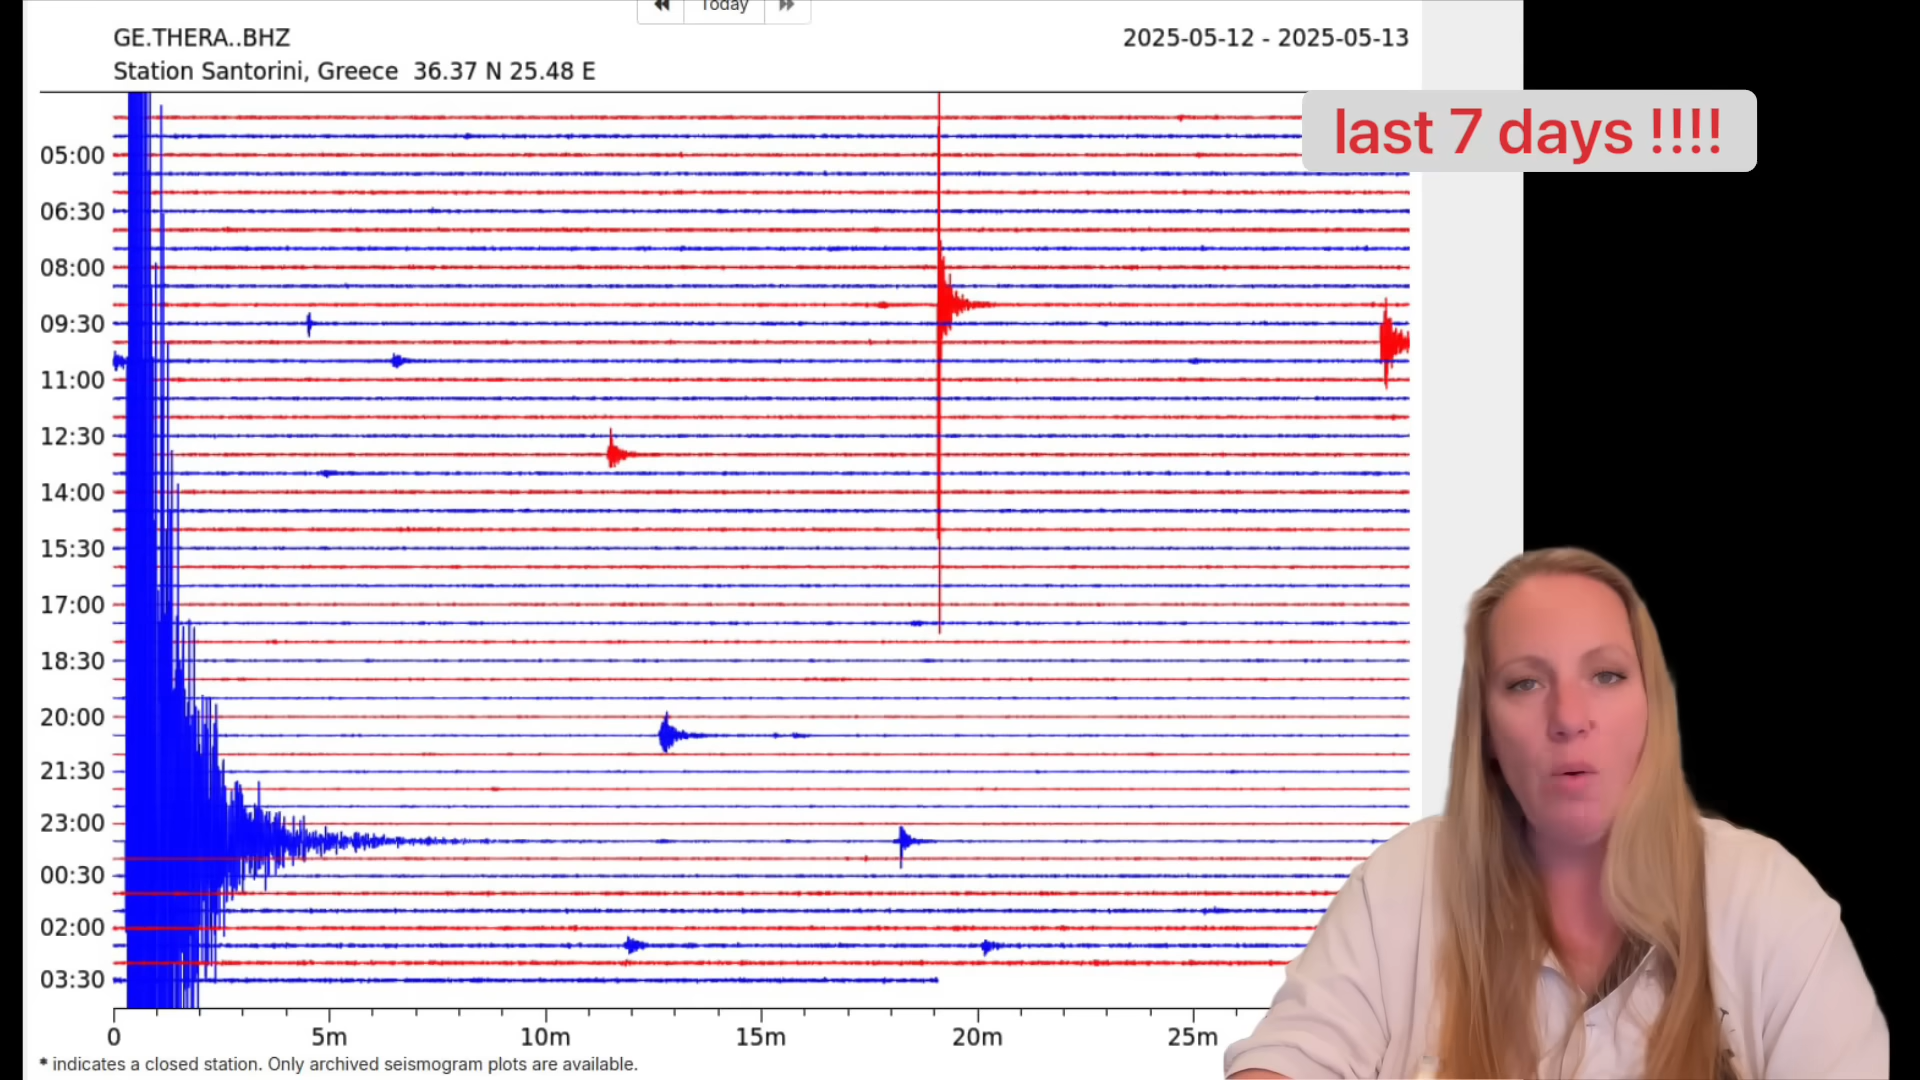 Today
GE.THERA..BHZ
2025-05-12 - 2025-05-13
Station Santorini, Greece 36.37 N 25.48 E
last 7 days !!!!
05:00
06:30
08:00
09:30
11:00
12:30
14:00
15:30
17:00
18:30
20:00
21:30
23:00
00:30
02:00
03:30
0 5m 10m 15m 20m 25m
* indicates a closed station. Only archived seismogram plots are available.